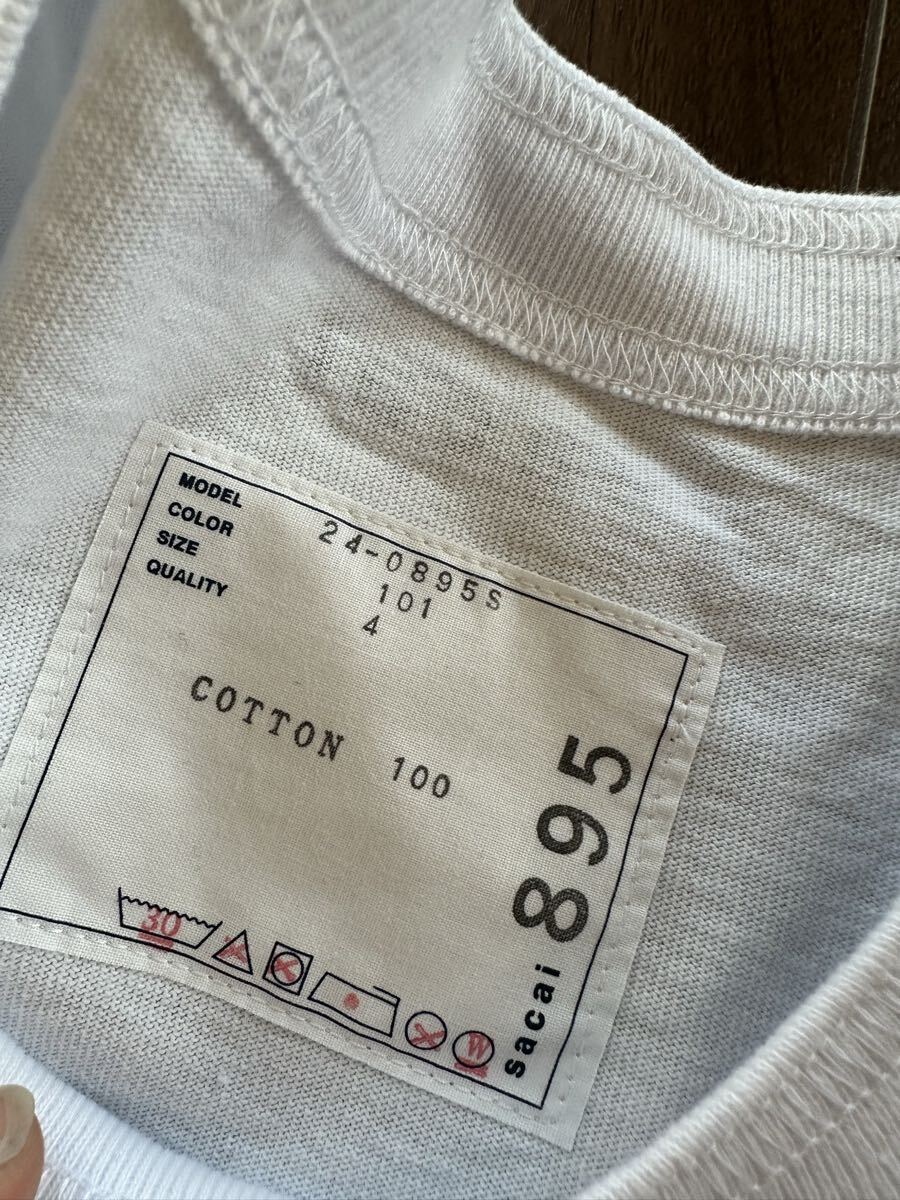 MODEL 24-0895S
COLOR 101
SIZE 4
QUALITY
COTTON 100
30
W
sacai 895